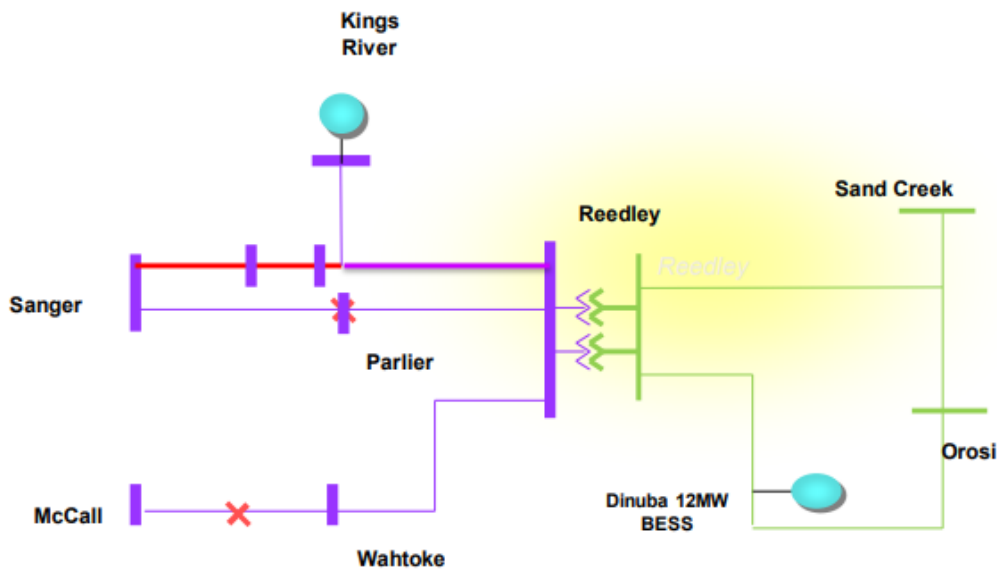 Kings
River
Sand Creek
Reedley
Reedley
Sanger
Parlier
Orosi
Dinuba 12MW
BESS
McCall
Wahtoke